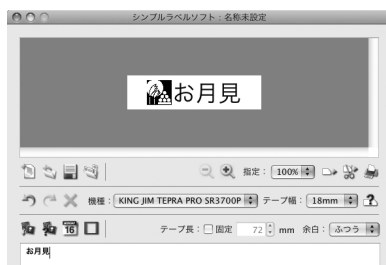 シンプルラベルソフト：名称未設定
お月見
指定： 100%
機種： KING JIM TEPRA PRO SR3700P テープ幅： 18mm ?
16 テープ長： 固定 72 mm 余白： ふつう
お月見